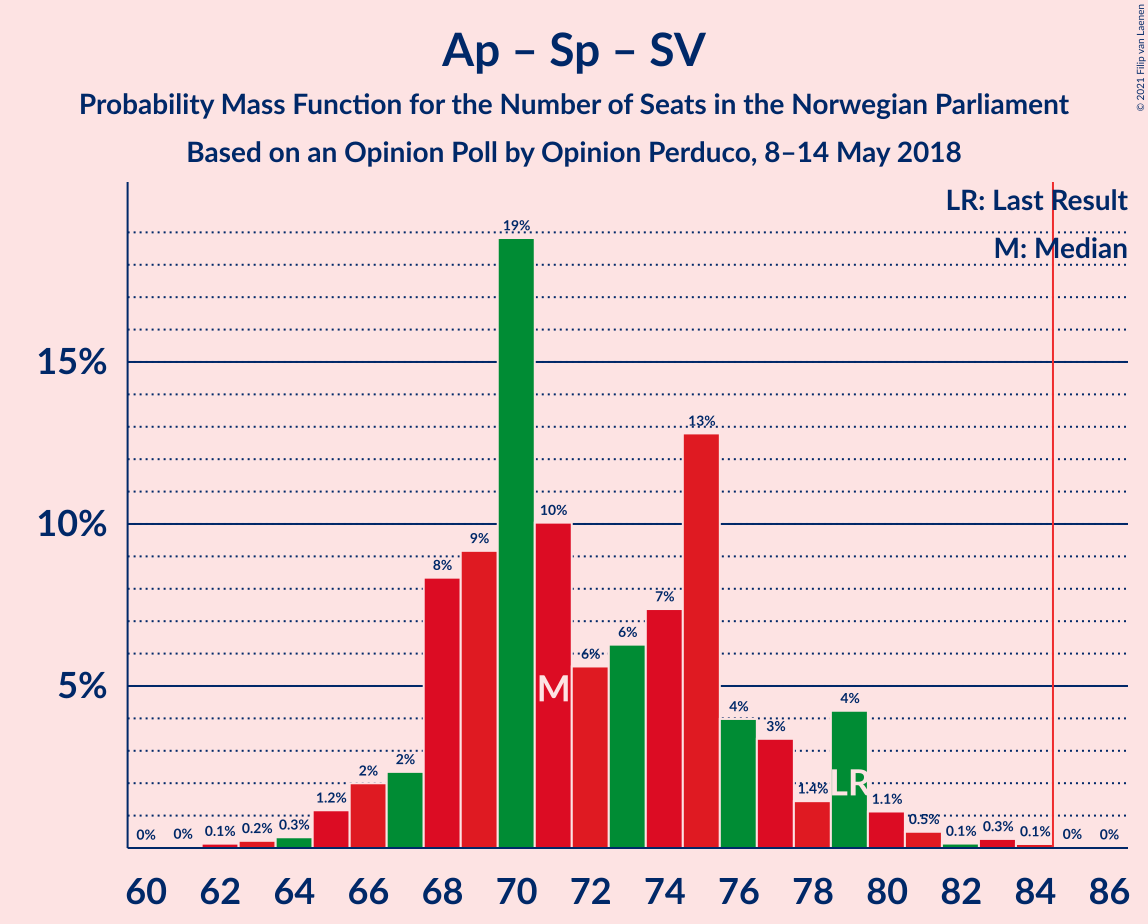 Ap – Sp – SV
Probability Mass Function for the Number of Seats in the Norwegian Parliament
Based on an Opinion Poll by Opinion Perduco, 8–14 May 2018
© 2021 Filip van Laenen
LR: Last Result
M: Median
15%
10%
5%
0% 0% 0.1% 0.2% 0.3% 1.2% 2% 2% 8% 9% 19% 10% 6% 6% 7% 13% 4% 3% 1.4% 4% 1.1% 0.5% 0.1% 0.3% 0.1% 0% 0%
M
LR
60 62 64 66 68 70 72 74 76 78 80 82 84 86